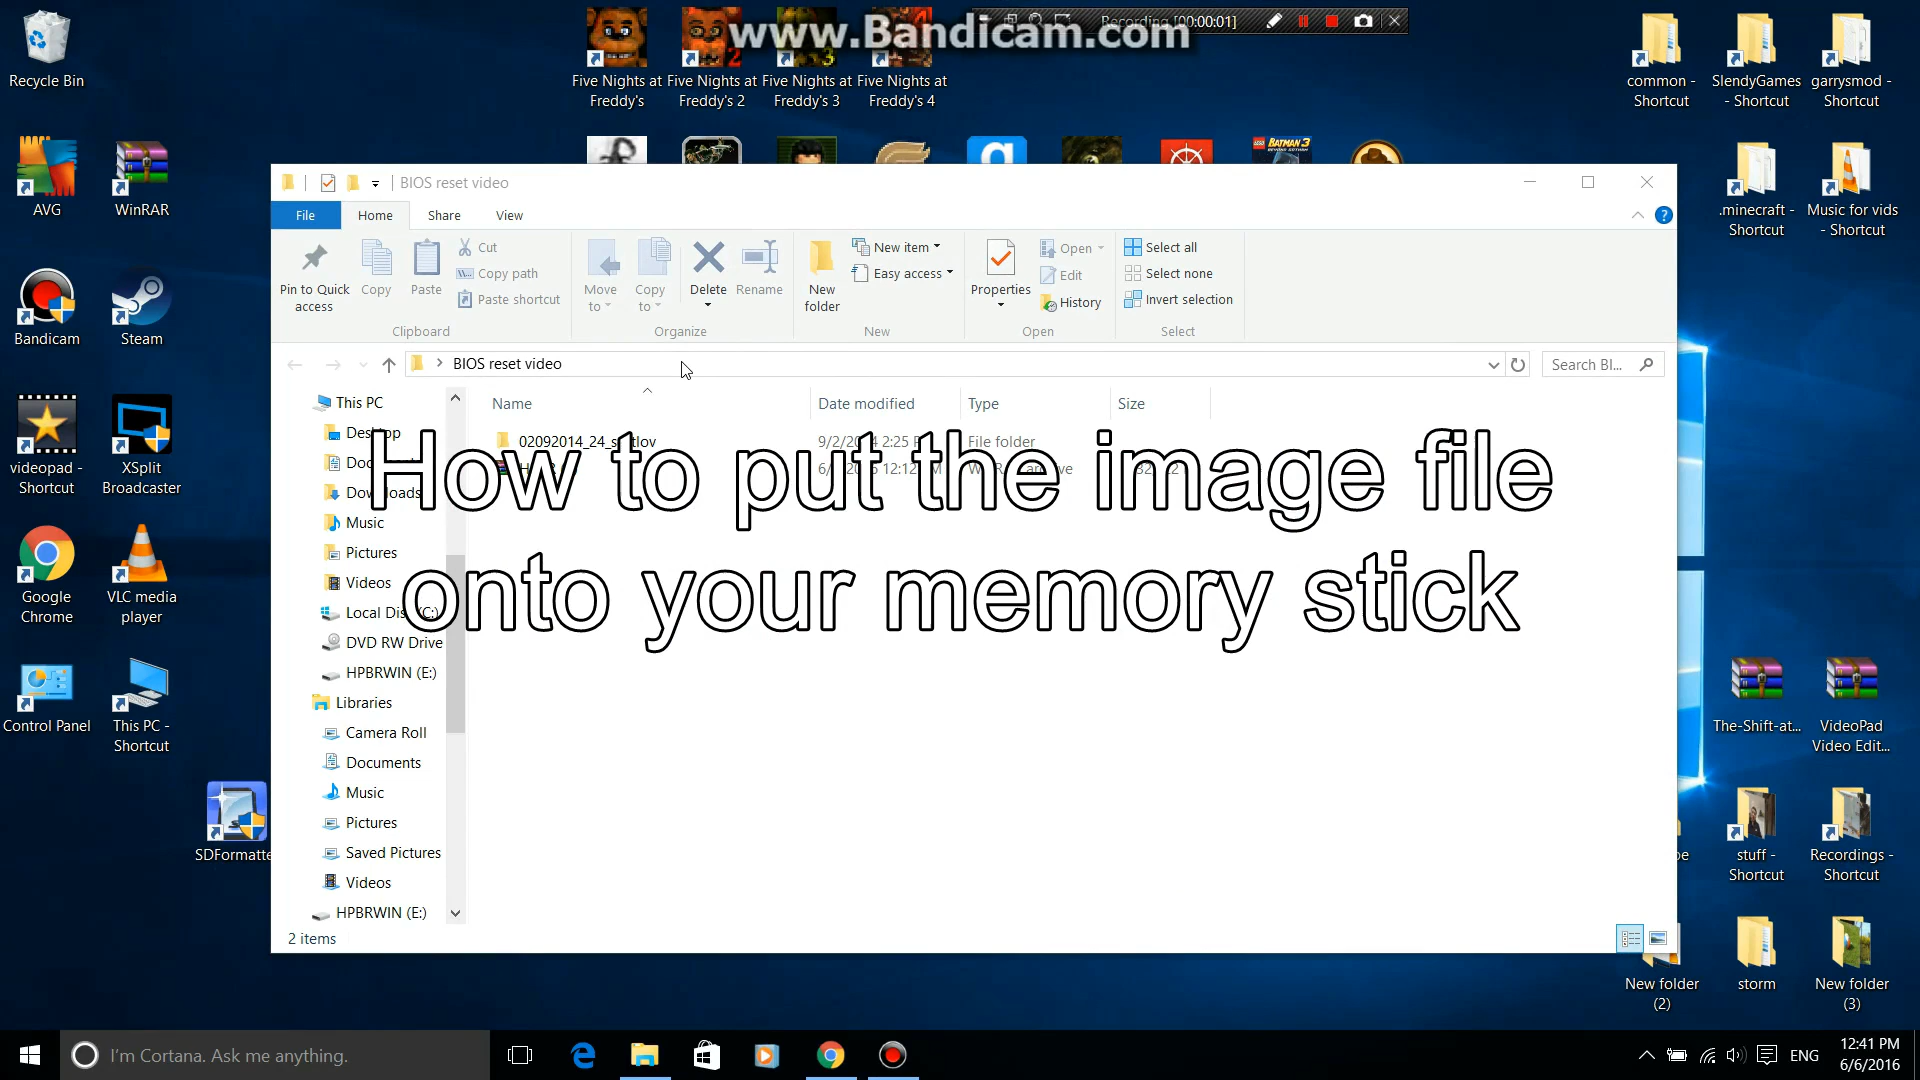 Recording [00:00:01]
www.Bandicam.com
Recycle Bin
Five Nights at Freddy's
Five Nights at Freddy's 2
Five Nights at Freddy's 3
Five Nights at Freddy's 4
common - Shortcut
SlendyGames - Shortcut
garrysmod - Shortcut
AVG
WinRAR
.minecraft - Shortcut
Music for vids - Shortcut
BIOS reset video
File
Home
Share
View
Pin to Quick access
Copy
Paste
Cut
Copy path
Paste shortcut
Clipboard
Move to
Copy to
Delete
Rename
Organize
New folder
New item
Easy access
New
Properties
Open
Edit
History
Open
Select all
Select none
Invert selection
Select
BIOS reset video
Search BI...
Name
Date modified
Type
Size
File folder
How to put the image file
onto your memory stick
This PC
Music
Pictures
Videos
DVD RW Drive
HPBRWIN (E:)
Libraries
Camera Roll
Documents
Music
Pictures
Saved Pictures
Videos
HPBRWIN (E:)
2 items
Bandicam
Steam
videopad - Shortcut
XSplit Broadcaster
Google Chrome
VLC media player
Control Panel
This PC - Shortcut
SDFormatte
The-Shift-at...
VideoPad Video Edit...
stuff - Shortcut
Recordings - Shortcut
New folder (2)
storm
New folder (3)
I'm Cortana. Ask me anything.
ENG
12:41 PM
6/6/2016